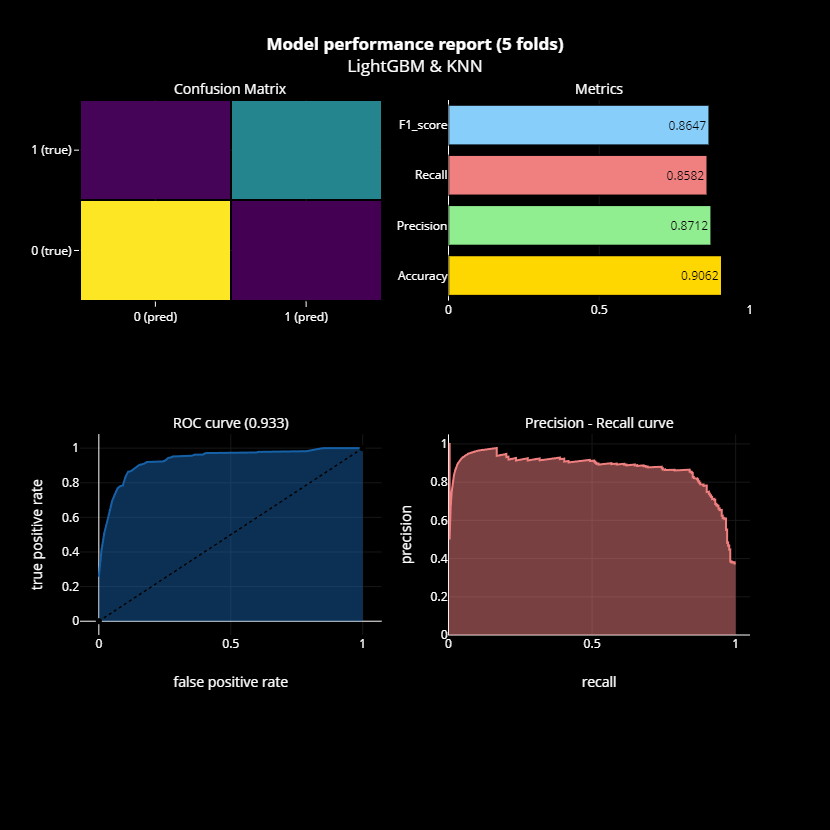 Model performance report (5 folds)
LightGBM & KNN
Confusion Matrix
1 (true)
0 (true)
0 (pred) 1 (pred)
Metrics
F1_score 0.8647
Recall 0.8582
Precision 0.8712
Accuracy 0.9062
0 0.5 1
ROC curve (0.933)
true positive rate
1
0.8
0.6
0.4
0.2
0
0 0.5 1
false positive rate
Precision - Recall curve
precision
1
0.8
0.6
0.4
0.2
0
0 0.5 1
recall